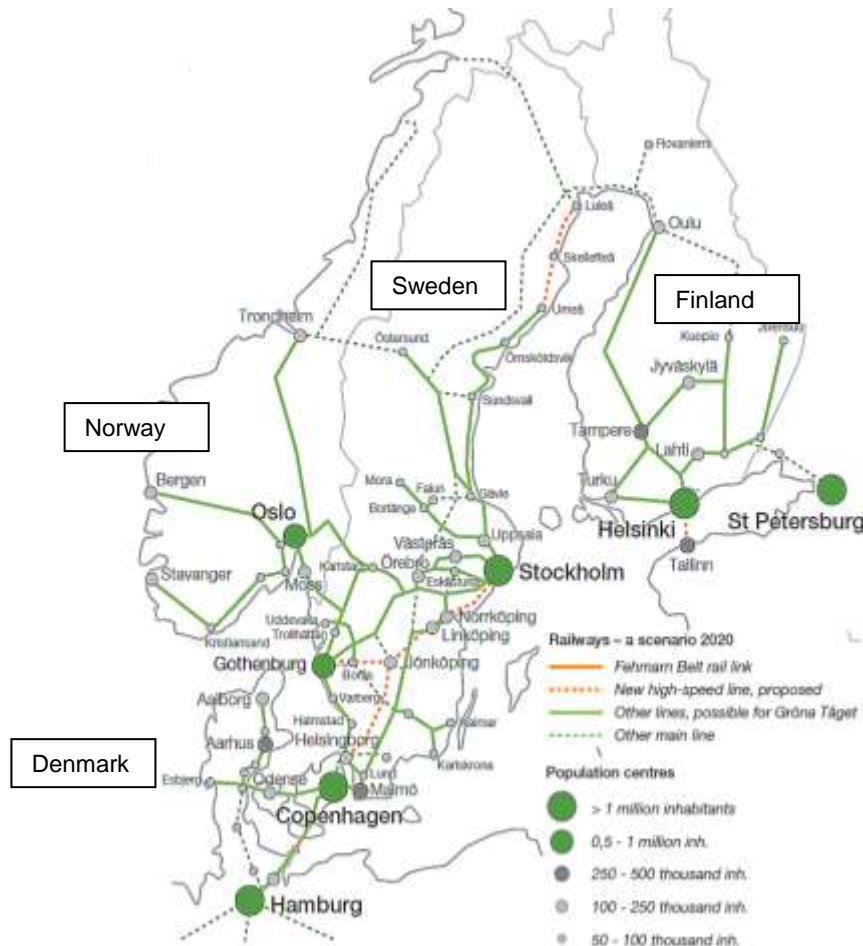 Rovaniemi
Luleå
Oulu
Skellefteå
Sweden
Finland
Umeå
Trondheim
Östersund
Kuopio
Joensuu
Örnsköldsvik
Jyväskylä
Sundsvall
Norway
Tampere
Lahti
Bergen
Mora
Falun
Gävle
Turku
Borlänge
Oslo
Helsinki
St Petersburg
Uppsala
Västerås
Tallinn
Stavanger
Karlstad
Örebro
Eskilstuna
Stockholm
Moss
Kristiansand
Uddevalla
Norrköping
Trollhättan
Linköping
Railways – a scenario 2020
Gothenburg
Borås
Jönköping
Fehmarn Belt rail link
Aalborg
Varberg
New high-speed line, proposed
Halmstad
Kalmar
Other lines, possible for Gröna Tåget
Aarhus
Helsingborg
Other main line
Denmark
Karlskrona
Esbjerg
Odense
Lund
Malmö
Population centres
Copenhagen
> 1 million inhabitants
0,5 - 1 million inh.
250 - 500 thousand inh.
Hamburg
100 - 250 thousand inh.
50 - 100 thousand inh.